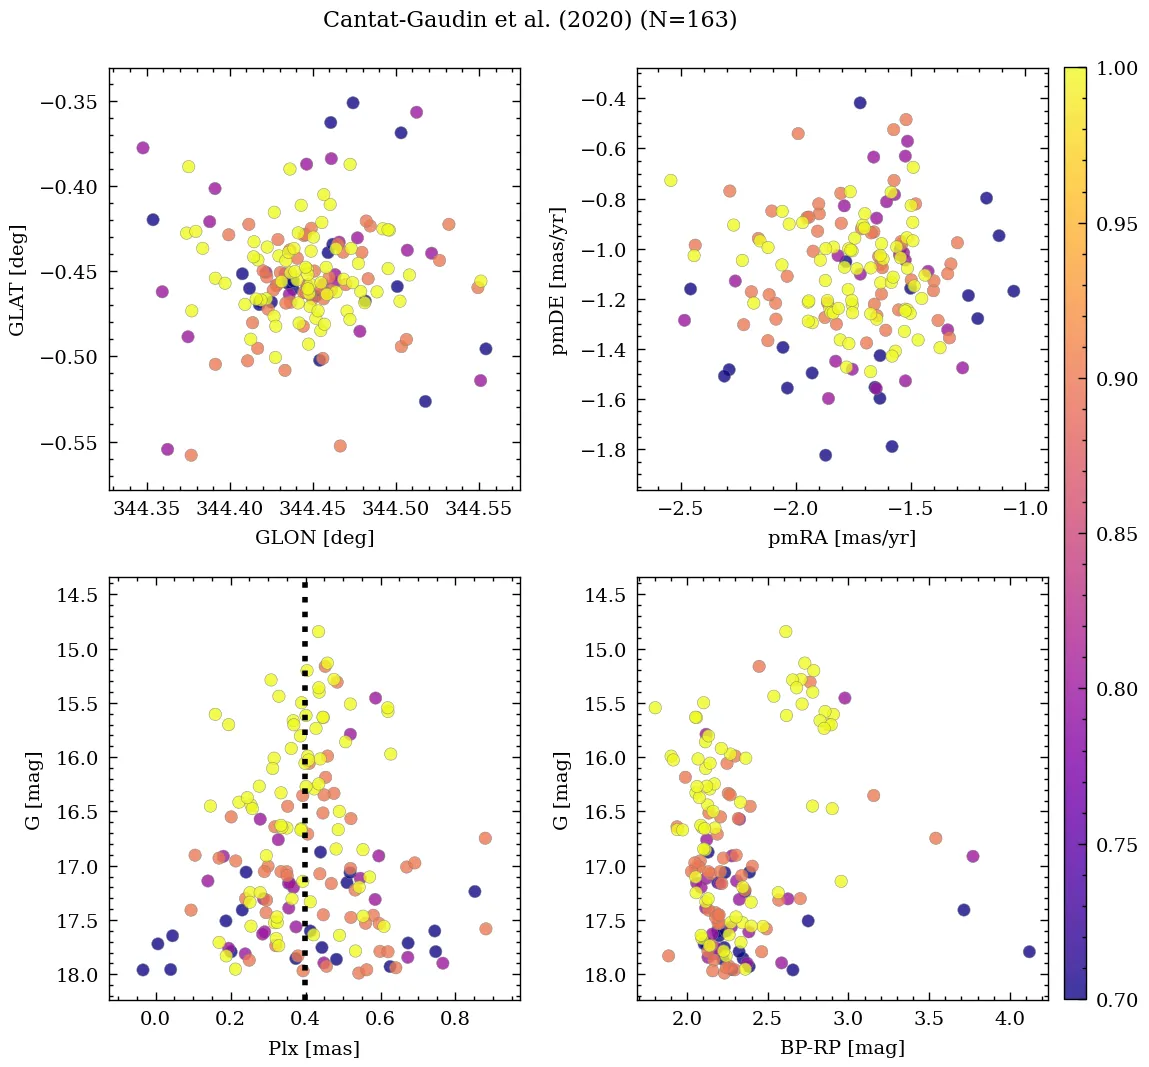 Cantat-Gaudin et al. (2020) (N=163)
−0.35
−0.40
−0.45
−0.50
−0.55
GLAT [deg]
344.35 344.40 344.45 344.50 344.55
GLON [deg]
−0.4
−0.6
−0.8
−1.0
−1.2
−1.4
−1.6
−1.8
pmDE [mas/yr]
−2.5 −2.0 −1.5 −1.0
pmRA [mas/yr]
14.5
15.0
15.5
16.0
16.5
17.0
17.5
18.0
G [mag]
0.0 0.2 0.4 0.6 0.8
Plx [mas]
14.5
15.0
15.5
16.0
16.5
17.0
17.5
18.0
G [mag]
2.0 2.5 3.0 3.5 4.0
BP-RP [mag]
1.00
0.95
0.90
0.85
0.80
0.75
0.70